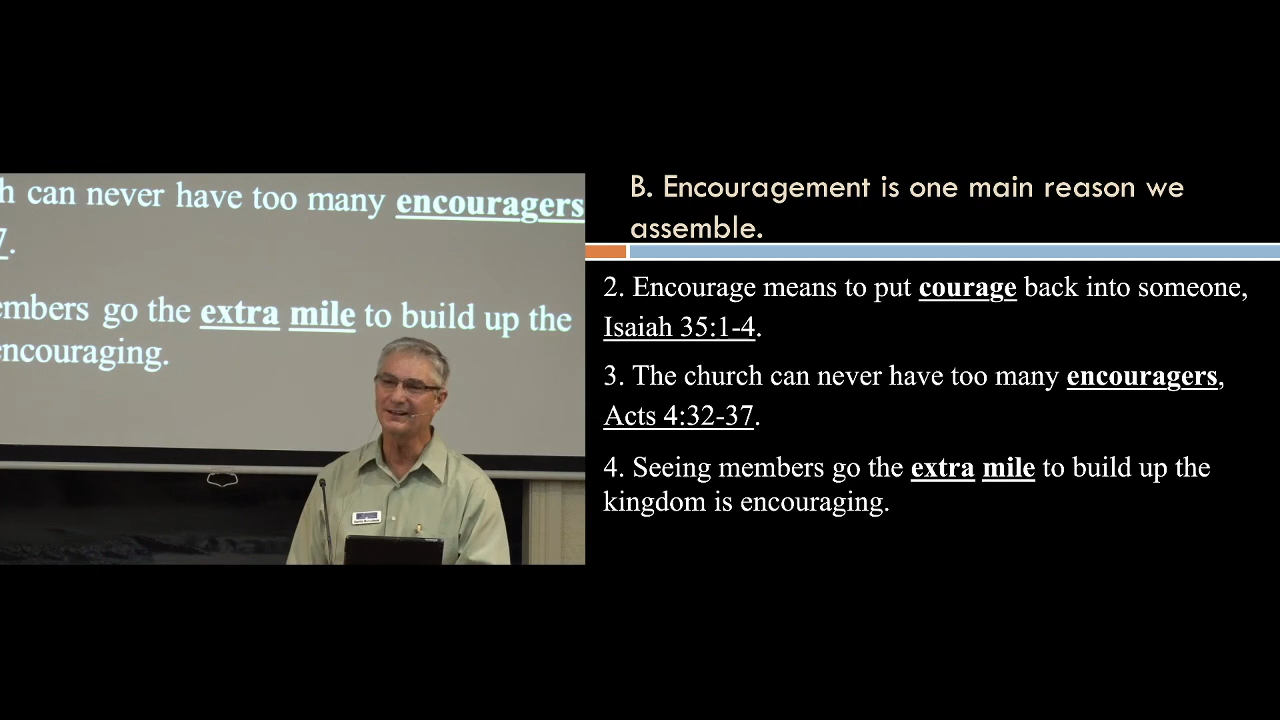 h can never have too many encouragers
7.
embers go the extra mile to build up the
encouraging.
B. Encouragement is one main reason we
assemble.
2. Encourage means to put courage back into someone,
Isaiah 35:1-4.
3. The church can never have too many encouragers,
Acts 4:32-37.
4. Seeing members go the extra mile to build up the
kingdom is encouraging.